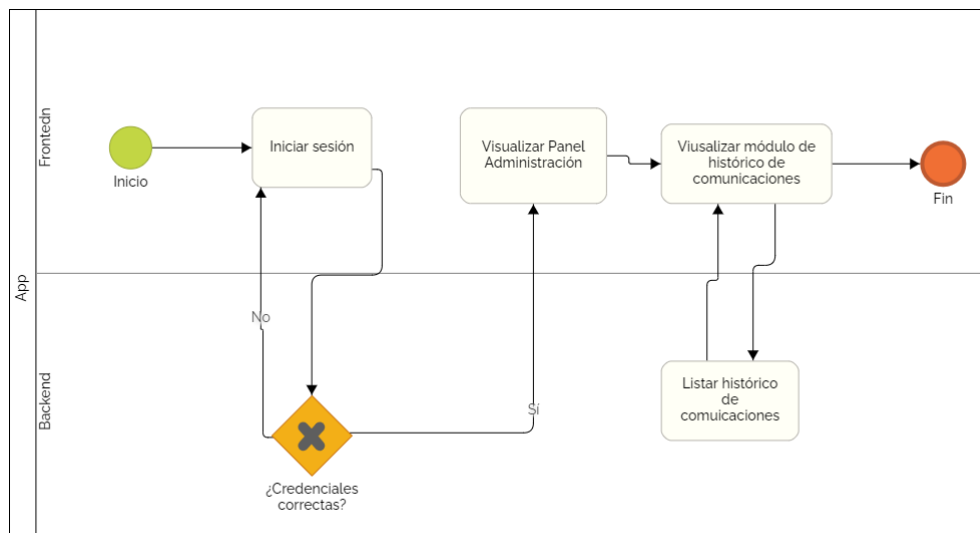 App
Frontedn
Inicio
Iniciar sesión
Visualizar Panel
Administración
Viusalizar módulo de
histórico de
comunicaciones
Fin
Backend
No
Sí
¿Credenciales
correctas?
Listar histórico
de
comuicaciones